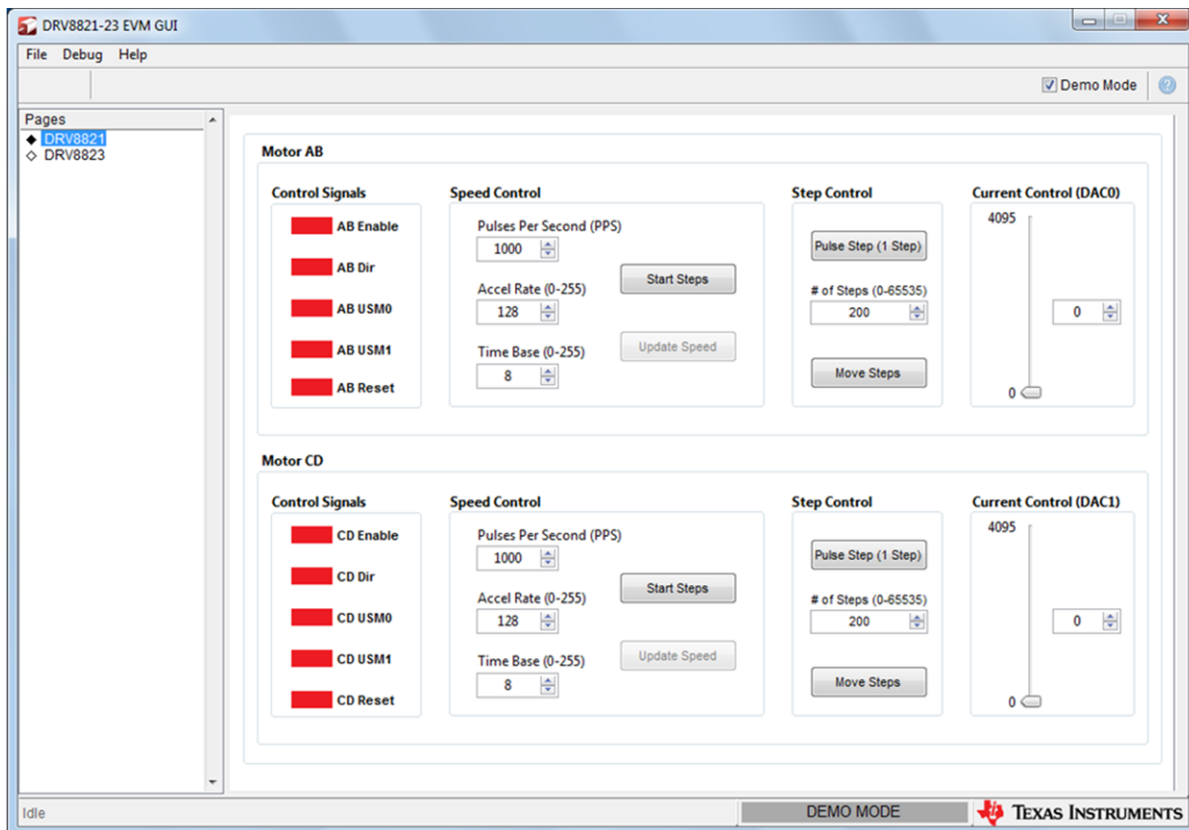 DRV8821-23 EVM GUI
File Debug Help
Demo Mode
Pages
DRV8821
DRV8823
Motor AB
Control Signals
AB Enable
AB Dir
AB USM0
AB USM1
AB Reset
Speed Control
Pulses Per Second (PPS)
1000
Accel Rate (0-255)
128
Time Base (0-255)
8
Start Steps
Update Speed
Step Control
Pulse Step (1 Step)
# of Steps (0-65535)
200
Move Steps
Current Control (DAC0)
4095
0
0
Motor CD
Control Signals
CD Enable
CD Dir
CD USM0
CD USM1
CD Reset
Speed Control
Pulses Per Second (PPS)
1000
Accel Rate (0-255)
128
Time Base (0-255)
8
Start Steps
Update Speed
Step Control
Pulse Step (1 Step)
# of Steps (0-65535)
200
Move Steps
Current Control (DAC1)
4095
0
0
Idle
DEMO MODE
TEXAS INSTRUMENTS